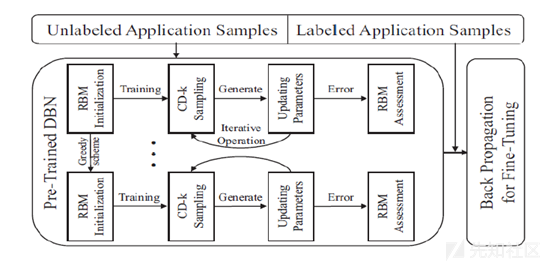 Unlabeled Application Samples
Labeled Application Samples
Pre-Trained DBN
RBM
Initialization
Training
CD-k
Sampling
Generate
Updating
Parameters
Error
RBM
Assessment
Iterative
Operation
Greedy
scheme
RBM
Initialization
Training
CD-k
Sampling
Generate
Updating
Parameters
Error
RBM
Assessment
Back Propagation
for Fine-Tuning
先知社区